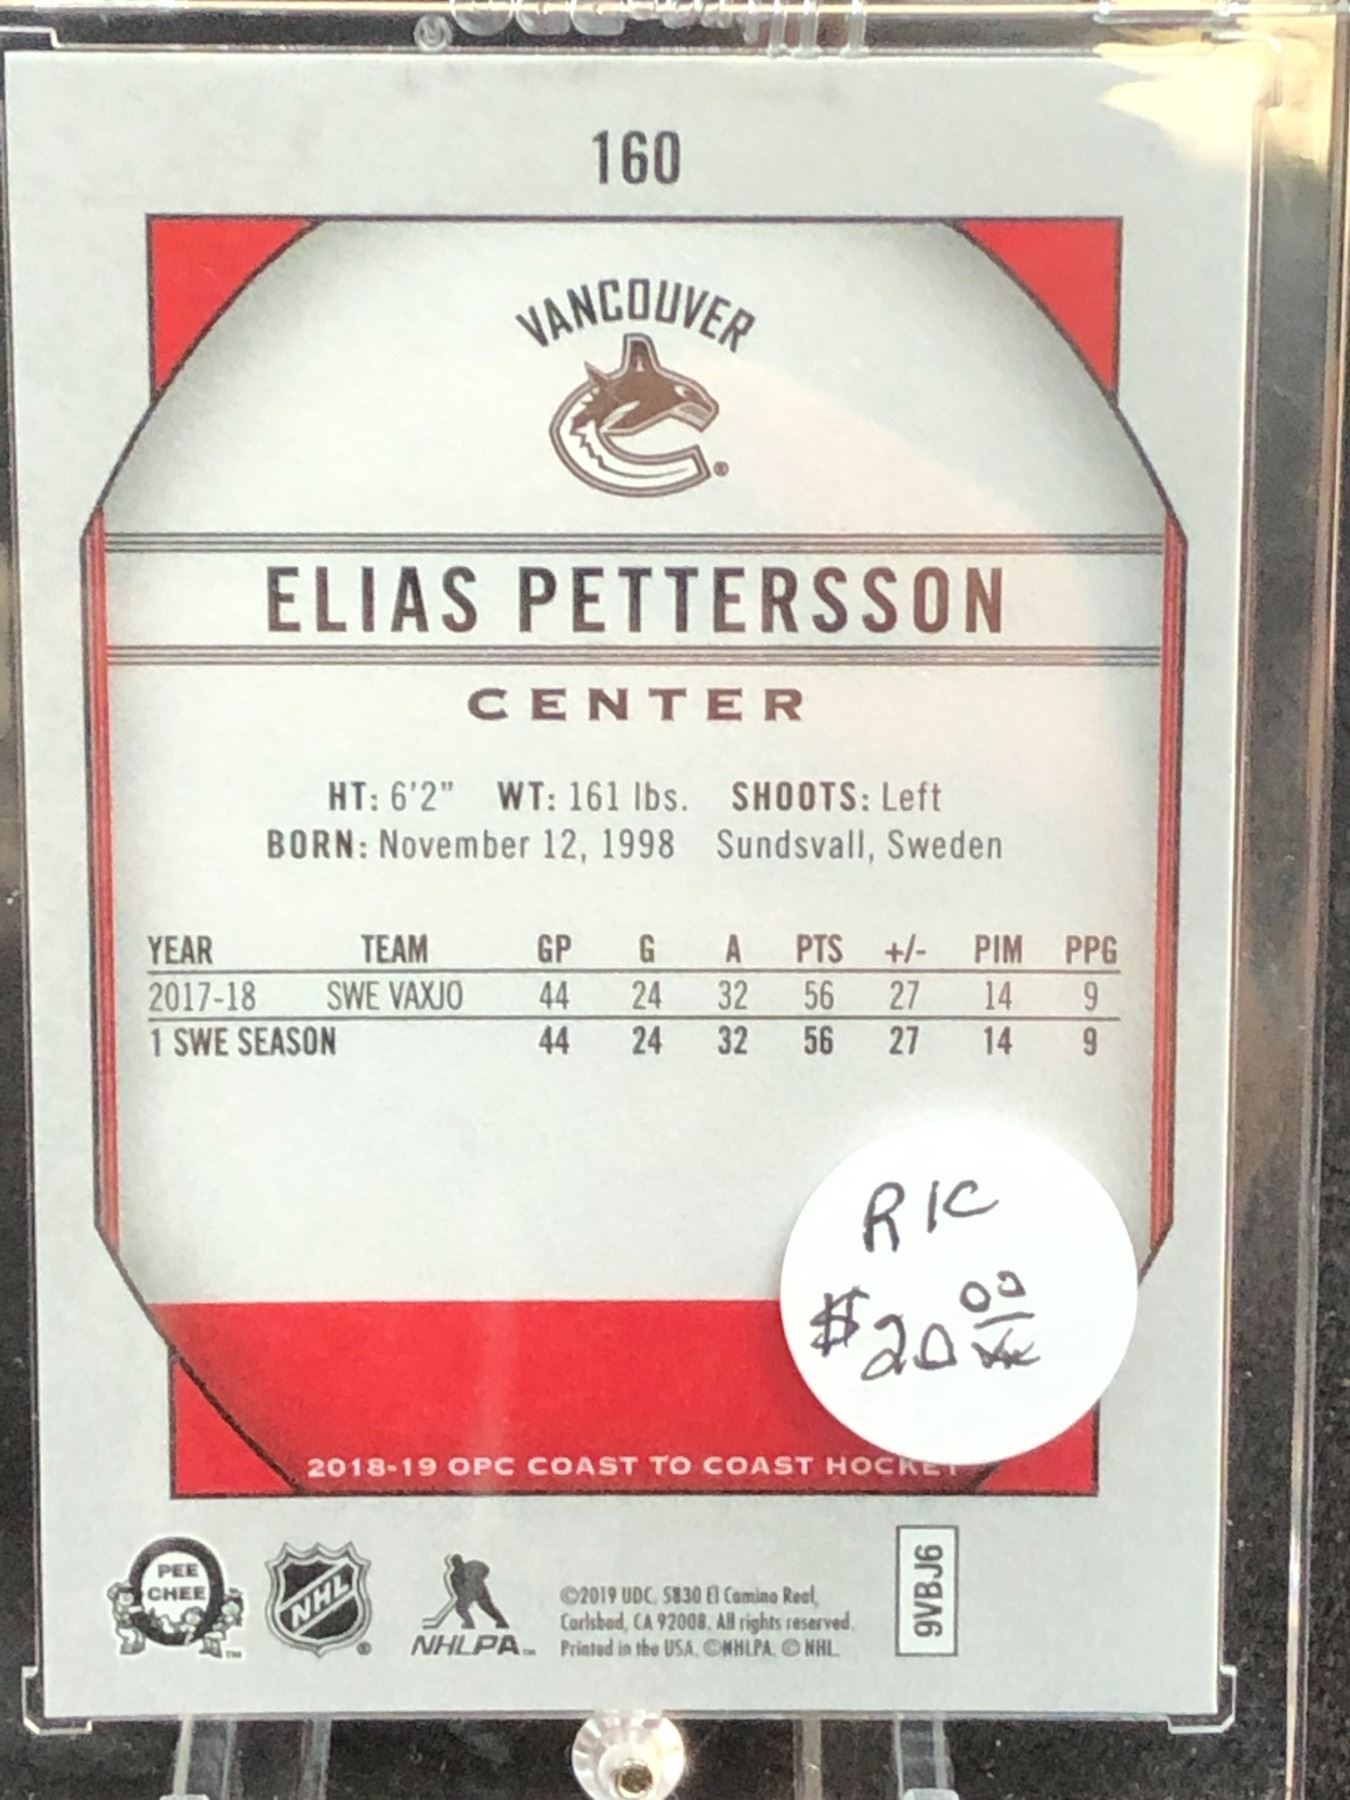 160
VANCOUVER
ELIAS PETTERSSON
CENTER
HT: 6'2" WT: 161 lbs. SHOOTS: Left
BORN: November 12, 1998 Sundsvall, Sweden
YEAR TEAM GP G A PTS +/- PIM PPG
2017-18 SWE VAXJO 44 24 32 56 27 14 9
1 SWE SEASON 44 24 32 56 27 14 9
R/C
$20 00
2018-19 OPC COAST TO COAST HOCKEY
O PEE CHEE TM
NHL ®
NHLPA TM
©2019 UDC. 5830 El Camino Real,
Carlsbad, CA 92008. All rights reserved.
Printed in the USA. ©NHLPA. © NHL.
9VBJ6